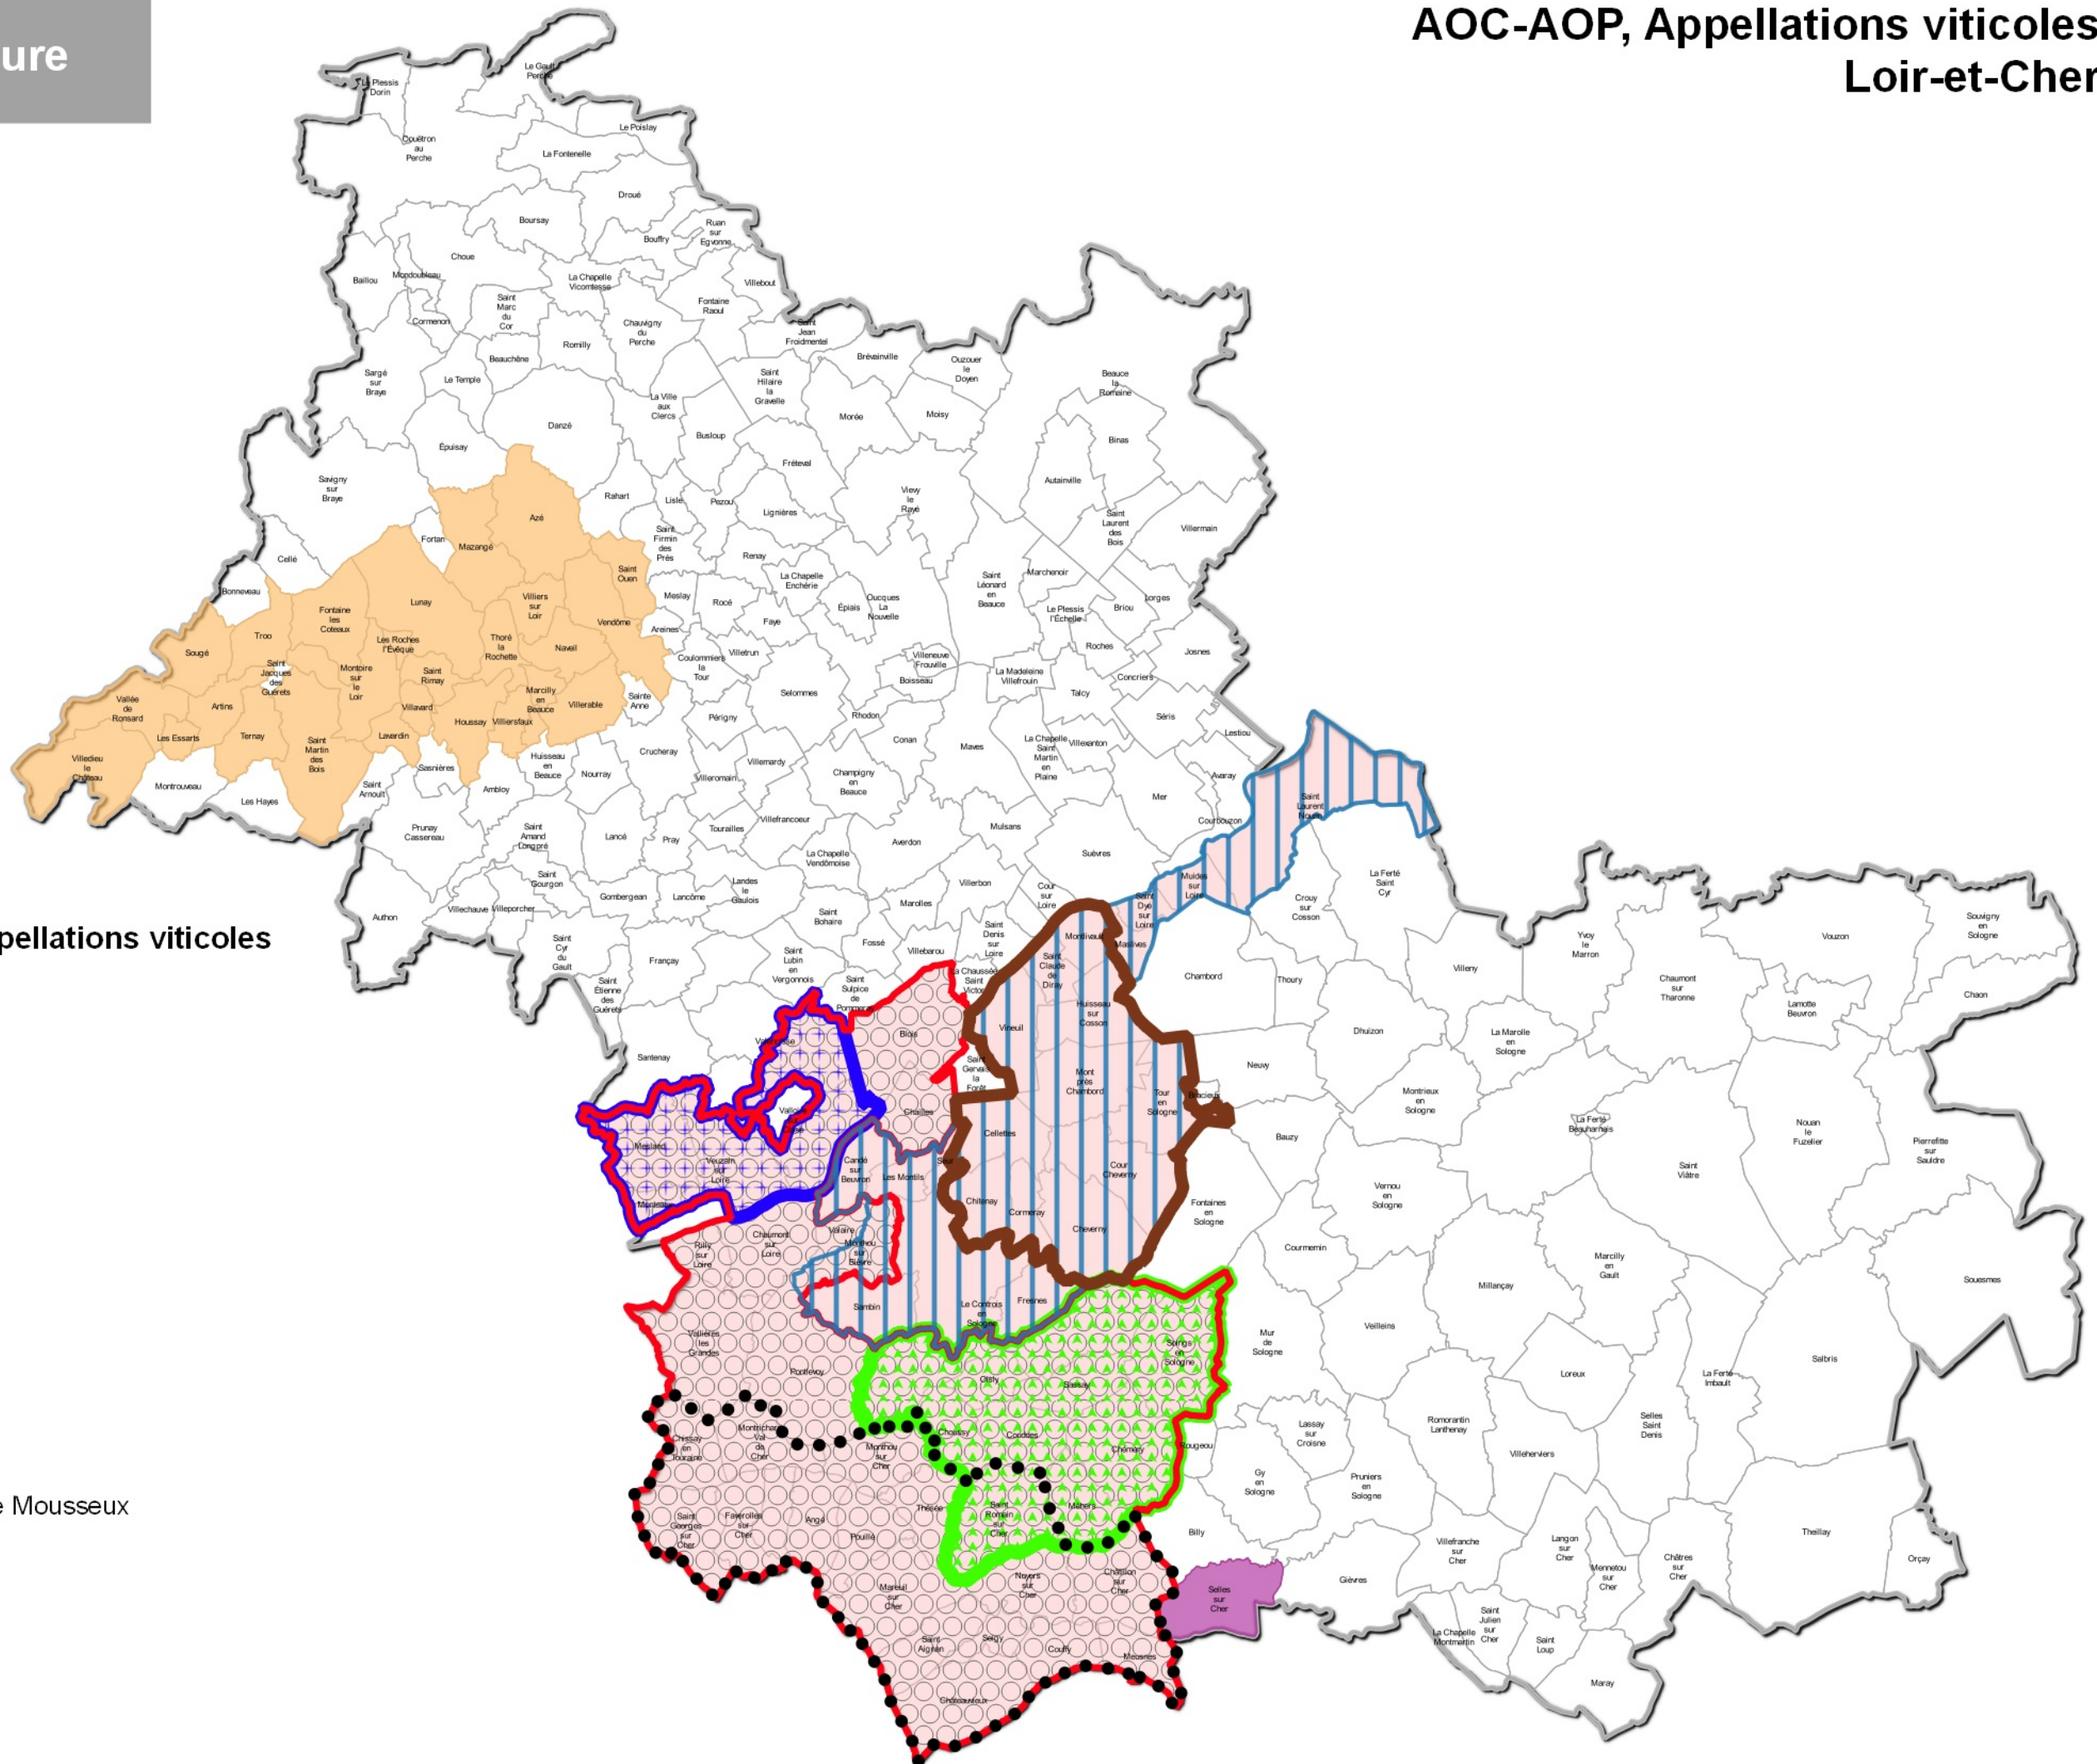 ure
AOC-AOP, Appellations viticoles
Loir-et-Cher
Le Gault
Perche
Le Plessis
Dorin
Couëtron
au
Perche
Le Poislay
La Fontenelle
Droué
Boursay
Ruan
sur
Egvonne
Bouffry
Choue
Baillou
Mondoubleau
La Chapelle
Vicomtesse
Villebout
Saint
Marc
du
Cor
Fontaine
Raoul
Cormenon
Chauvigny
du
Perche
Saint
Jean
Froidmentel
Romilly
Beauchêne
Brévainville
Ouzouer
le
Doyen
Sargé
sur
Braye
Le Temple
Saint
Hilaire
la
Gravelle
Beauce
la
Romaine
La Ville
aux
Clercs
Morée
Moisy
Danzé
Busloup
Binas
Épuisay
Fréteval
Autainville
Savigny
sur
Braye
Rahart
Lisle
Pezou
Lignières
Vievy
le
Rayé
Azé
Saint
Laurent
des
Bois
Villermain
Fortan
Mazangé
Saint
Firmin
des
Prés
Cellé
Renay
Saint
Ouen
La Chapelle
Enchérie
Saint
Léonard
en
Beauce
Marchenoir
Bonneveau
Lunay
Villiers
sur
Loir
Meslay
Rocé
Épiais
Oucques
La
Nouvelle
Lorges
Briou
Le Plessis
l'Échelle
Fontaine
les
Coteaux
Vendôme
Areines
Faye
Troo
Les Roches
l'Évêque
Thoré
la
Rochette
Naveil
Roches
Josnes
Sougé
Coulommiers
la
Tour
Villetrun
Villeneuve
Frouville
Boisseau
La Madeleine
Villefrouin
Concriers
Saint
Jacques
des
Guérets
Montoire
sur
le
Loir
Saint
Rimay
Talcy
Selommes
Vallée
de
Ronsard
Artins
Villavard
Marcilly
en
Beauce
Villerable
Sainte
Anne
Périgny
Rhodon
Séris
Houssay
Villiersfaux
Les Essarts
Ternay
Saint
Martin
des
Bois
Lavardin
Crucheray
Conan
Maves
La Chapelle
Saint
Martin
en
Plaine
Villexanton
Lestiou
Villedieu
le
Château
Sasnières
Huisseau
en
Beauce
Nourray
Villeromain
Villemardy
Champigny
en
Beauce
Avaray
Montrouveau
Les Hayes
Saint
Arnoult
Ambloy
Mer
Saint
Laurent
Nouan
Prunay
Cassereau
Saint
Amand
Longpré
Lancé
Pray
Tourailles
Villefrancoeur
Mulsans
Courbouzon
Averdon
Suèvres
La Chapelle
Vendômoise
Saint
Gourgon
Gombergean
Lancôme
Landes
le
Gaulois
Villerbon
Cour
sur
Loire
Muides
sur
Loire
La Ferté
Saint
Cyr
Authon
Villechauve
Villeporcher
Saint
Bohaire
Marolles
Saint
Dyé
sur
Loire
Crouy
sur
Cosson
Souvigny
en
Sologne
Saint
Denis
sur
Loire
Montlivault
Maslives
Yvoy
le
Marron
Vouzon
pellations viticoles
Saint
Cyr
du
Gault
Françay
Fossé
Villebarou
Saint
Lubin
en
Vergonnois
Saint
Sulpice
de
Pommeray
La Chaussée
Saint
Victor
Saint
Claude
de
Diray
Chambord
Thoury
Villeny
Chaumont
sur
Tharonne
Chaon
Saint
Étienne
des
Guérets
Lamotte
Beuvron
Huisseau
sur
Cosson
Blois
Vineuil
Dhuizon
La Marolle
en
Sologne
Valencisse
Santenay
Saint
Gervais
la
Forêt
Neuvy
Mont
près
Chambord
Tour
en
Sologne
Bracieux
Montrieux
en
Sologne
Chailles
La Ferté
Beauharnais
Nouan
le
Fuzelier
Cellettes
Bauzy
Mesland
Pierrefitte
sur
Sauldre
Veuzain
sur
Loire
Candé
sur
Beuvron
Les Montils
Seur
Cour
Cheverny
Saint
Viâtre
Vernou
en
Sologne
Chitenay
Cormeray
Fontaines
en
Sologne
Monteaux
Cheverny
Valaire
Monthou
sur
Bièvre
Chaumont
sur
Loire
Rilly
sur
Loire
Courmemin
Marcilly
en
Gault
Millançay
Souesmes
Sambin
Le Controis
en
Sologne
Fresnes
Vallières
les
Grandes
Veilleins
Mur
de
Sologne
Soings
en
Sologne
Salbris
Pontlevoy
Oisly
Sassay
Loreux
La Ferté
Imbault
Choussy
Couddes
Chémery
Rougeou
Lassay
sur
Croisne
Romorantin
Lanthenay
Selles
Saint
Denis
Chissay
en
Touraine
Montrichard
Val
de
Cher
Monthou
sur
Cher
Villeherviers
Gy
en
Sologne
Pruniers
en
Sologne
e Mousseux
Thésée
Saint
Romain
sur
Cher
Méhers
Saint
Georges
sur
Cher
Faverolles
sur
Cher
Angé
Pouillé
Billy
Villefranche
sur
Cher
Langon
sur
Cher
Theillay
Orçay
Châtres
sur
Cher
Mennetou
sur
Cher
Mareuil
sur
Cher
Noyers
sur
Cher
Châtillon
sur
Cher
Selles
sur
Cher
Gièvres
Saint
Julien
sur
Cher
La Chapelle
Montmartin
Saint
Loup
Saint
Aignan
Seigy
Couffy
Meusnes
Maray
Châteauvieux